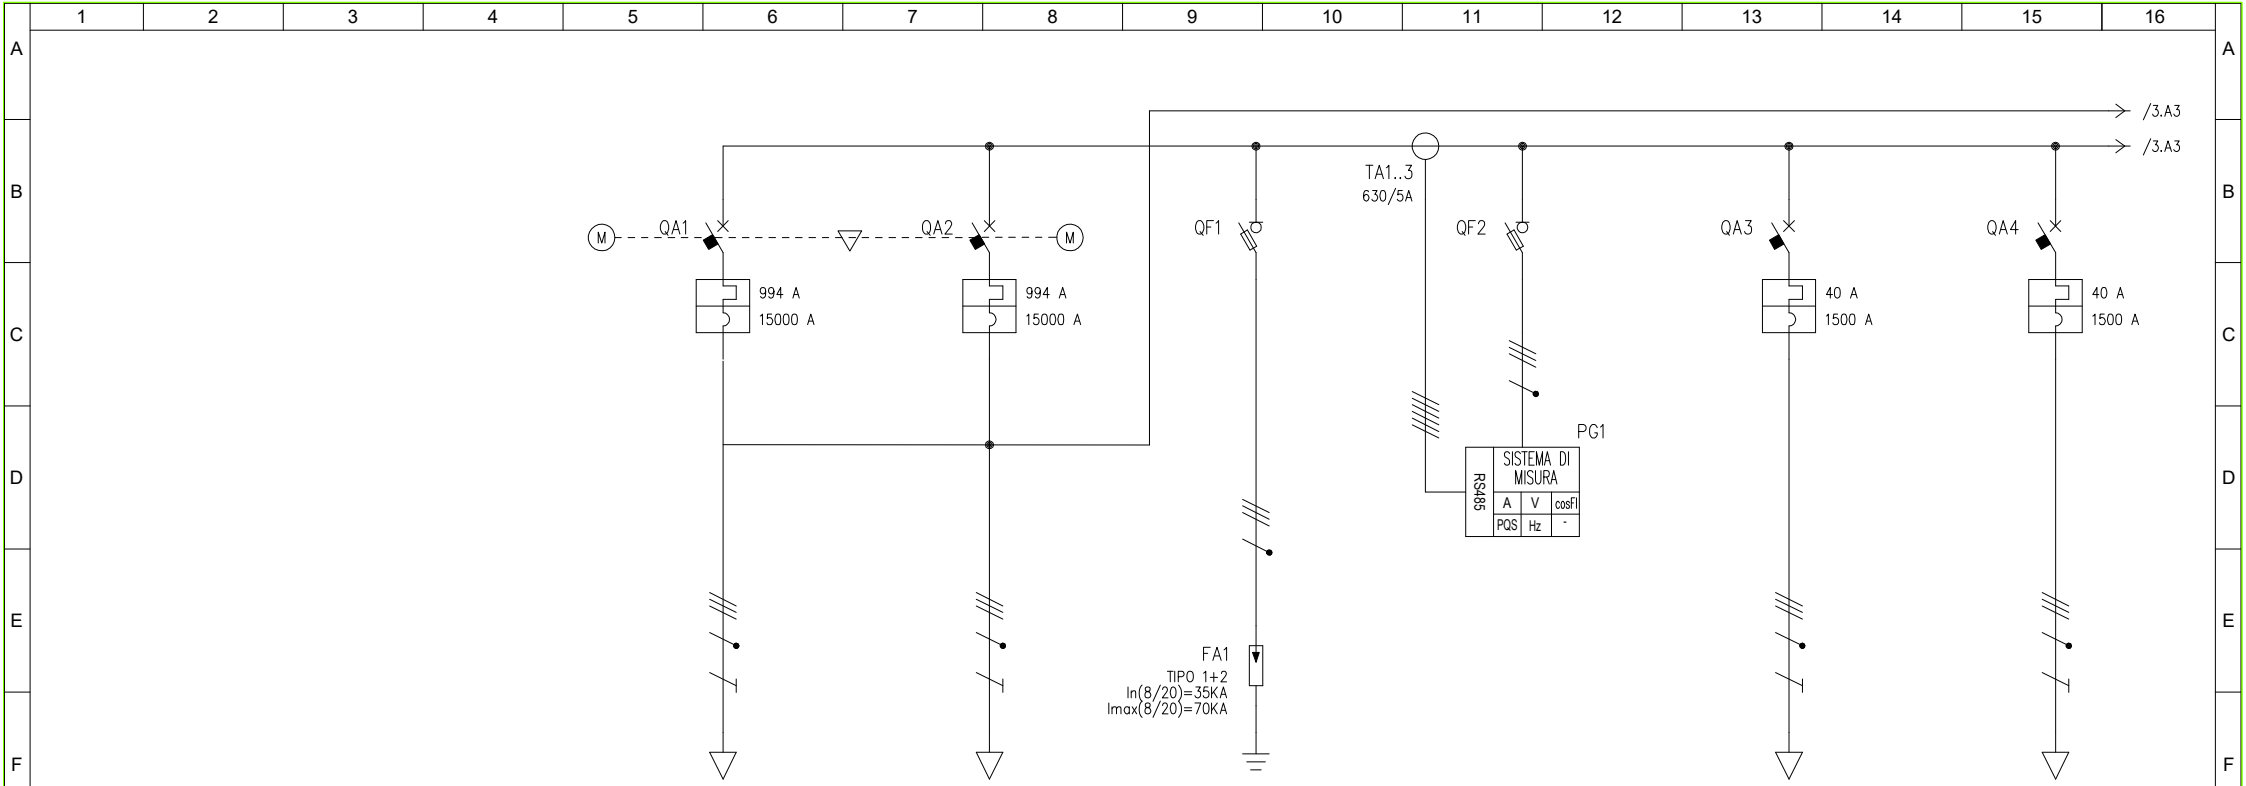 1 2 3 4 5 6 7 8 9 10 11 12 13 14 15 16
A A
/3.A3
/3.A3
TA1..3
630/5A
B B
QA1 QA2 QF1 QF2 QA3 QA4
M M
994 A 994 A 40 A 40 A
15000 A 15000 A 1500 A 1500 A
C C
PG1
SISTEMA DI
MISURA
RS485
A V cosFI
PQS Hz -
D D
E E
FA1
TIPO 1+2
In(8/20)=35KA
Imax(8/20)=70KA
F F